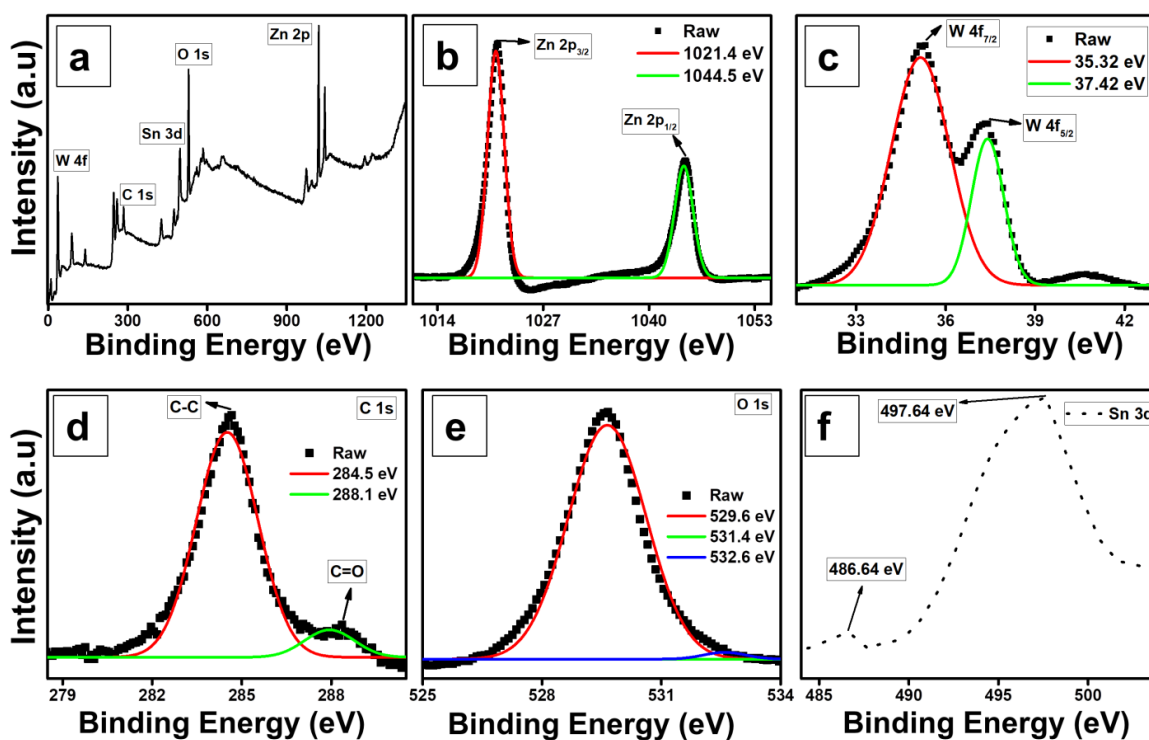 Intensity (a.u)
a
W 4f
C 1s
Sn 3d
O 1s
Zn 2p
0 300 600 900 1200
Binding Energy (eV)
b
Zn 2p3/2
Raw
1021.4 eV
1044.5 eV
Zn 2p1/2
1014 1027 1040 1053
Binding Energy (eV)
c
W 4f7/2
Raw
35.32 eV
37.42 eV
W 4f5/2
33 36 39 42
Binding Energy (eV)
Intensity (a.u)
d
C-C
C 1s
Raw
284.5 eV
288.1 eV
C=O
279 282 285 288
Binding Energy (eV)
e
O 1s
Raw
529.6 eV
531.4 eV
532.6 eV
525 528 531 534
Binding Energy (eV)
f
497.64 eV
Sn 3d
486.64 eV
485 490 495 500
Binding Energy (eV)